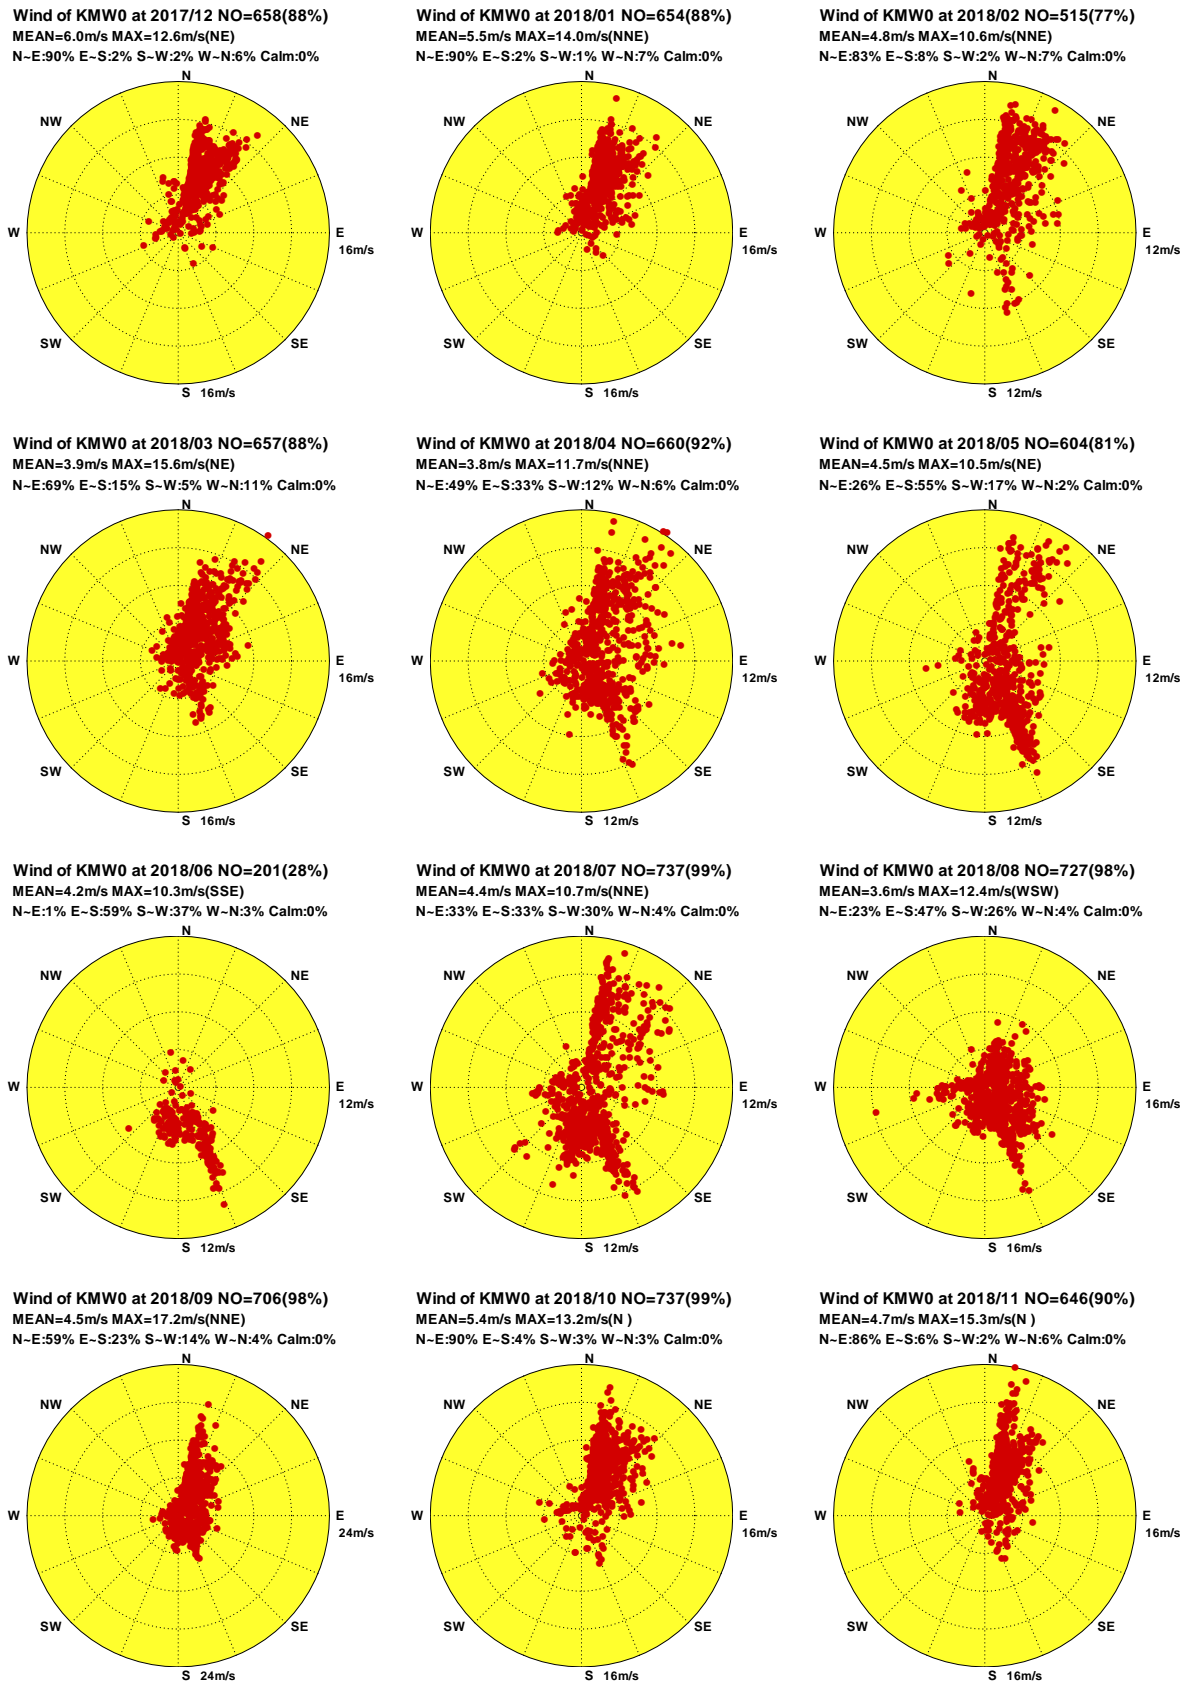 Wind of KMW0 at 2017/12 NO=658(88%)
MEAN=6.0m/s MAX=12.6m/s(NE)
N~E:90% E~S:2% S~W:2% W~N:6% Calm:0%
N
NW
NE
W
E
16m/s
SW
SE
S 16m/s
Wind of KMW0 at 2018/01 NO=654(88%)
MEAN=5.5m/s MAX=14.0m/s(NNE)
N~E:90% E~S:2% S~W:1% W~N:7% Calm:0%
N
NW
NE
W
E
16m/s
SW
SE
S 16m/s
Wind of KMW0 at 2018/02 NO=515(77%)
MEAN=4.8m/s MAX=10.6m/s(NNE)
N~E:83% E~S:8% S~W:2% W~N:7% Calm:0%
N
NW
NE
W
E
12m/s
SW
SE
S 12m/s
Wind of KMW0 at 2018/03 NO=657(88%)
MEAN=3.9m/s MAX=15.6m/s(NE)
N~E:69% E~S:15% S~W:5% W~N:11% Calm:0%
N
NW
NE
W
E
16m/s
SW
SE
S 16m/s
Wind of KMW0 at 2018/04 NO=660(92%)
MEAN=3.8m/s MAX=11.7m/s(NNE)
N~E:49% E~S:33% S~W:12% W~N:6% Calm:0%
N
NW
NE
W
E
12m/s
SW
SE
S 12m/s
Wind of KMW0 at 2018/05 NO=604(81%)
MEAN=4.5m/s MAX=10.5m/s(NE)
N~E:26% E~S:55% S~W:17% W~N:2% Calm:0%
N
NW
NE
W
E
12m/s
SW
SE
S 12m/s
Wind of KMW0 at 2018/06 NO=201(28%)
MEAN=4.2m/s MAX=10.3m/s(SSE)
N~E:1% E~S:59% S~W:37% W~N:3% Calm:0%
N
NW
NE
W
E
12m/s
SW
SE
S 12m/s
Wind of KMW0 at 2018/07 NO=737(99%)
MEAN=4.4m/s MAX=10.7m/s(NNE)
N~E:33% E~S:33% S~W:30% W~N:4% Calm:0%
N
NW
NE
W
E
12m/s
SW
SE
S 12m/s
Wind of KMW0 at 2018/08 NO=727(98%)
MEAN=3.6m/s MAX=12.4m/s(WSW)
N~E:23% E~S:47% S~W:26% W~N:4% Calm:0%
N
NW
NE
W
E
16m/s
SW
SE
S 16m/s
Wind of KMW0 at 2018/09 NO=706(98%)
MEAN=4.5m/s MAX=17.2m/s(NNE)
N~E:59% E~S:23% S~W:14% W~N:4% Calm:0%
N
NW
NE
W
E
24m/s
SW
SE
S 24m/s
Wind of KMW0 at 2018/10 NO=737(99%)
MEAN=5.4m/s MAX=13.2m/s(N )
N~E:90% E~S:4% S~W:3% W~N:3% Calm:0%
N
NW
NE
W
E
16m/s
SW
SE
S 16m/s
Wind of KMW0 at 2018/11 NO=646(90%)
MEAN=4.7m/s MAX=15.3m/s(N )
N~E:86% E~S:6% S~W:2% W~N:6% Calm:0%
N
NW
NE
W
E
16m/s
SW
SE
S 16m/s